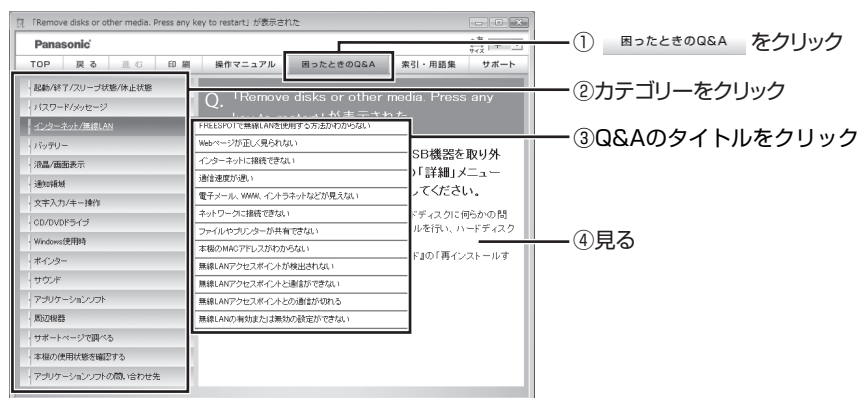 「Remove disks or other media. Press any key to restart」が表示された
Panasonic
サイズ
TOP 戻る 進む 印刷 操作マニュアル 困ったときのQ&A 索引・用語集 サポート
起動/終了/スリープ状態/休止状態
パスワード/メッセージ
インターネット/無線LAN
バッテリー
液晶/画面表示
通知領域
文字入力/キー操作
CD/DVDドライブ
Windows使用時
ポインター
サウンド
アプリケーションソフト
周辺機器
サポートページで調べる
本機の使用状態を確認する
アプリケーションソフトの問い合わせ先
Q. 「Remove disks or other media. Press any
key to restart」が表示された
FREESPOTで無線LANを使用する方法がわからない
Webページが正しく見られない
インターネットに接続できない
通信速度が遅い
電子メール、WWW、イントラネットなどが見えない
ネットワークに接続できない
ファイルやプリンターが共有できない
本機のMACアドレスがわからない
無線LANアクセスポイントが検出されない
無線LANアクセスポイントと通信ができない
無線LANアクセスポイントとの通信が切れる
無線LANの有効または無効の設定ができない
SB機器を取り外
の「詳細」メニュー
してください。
ドディスクに何らかの問
ルを行い、ハードディスク
ド』の「再インストールす
① 困ったときのQ&A をクリック
②カテゴリーをクリック
③Q&Aのタイトルをクリック
④見る